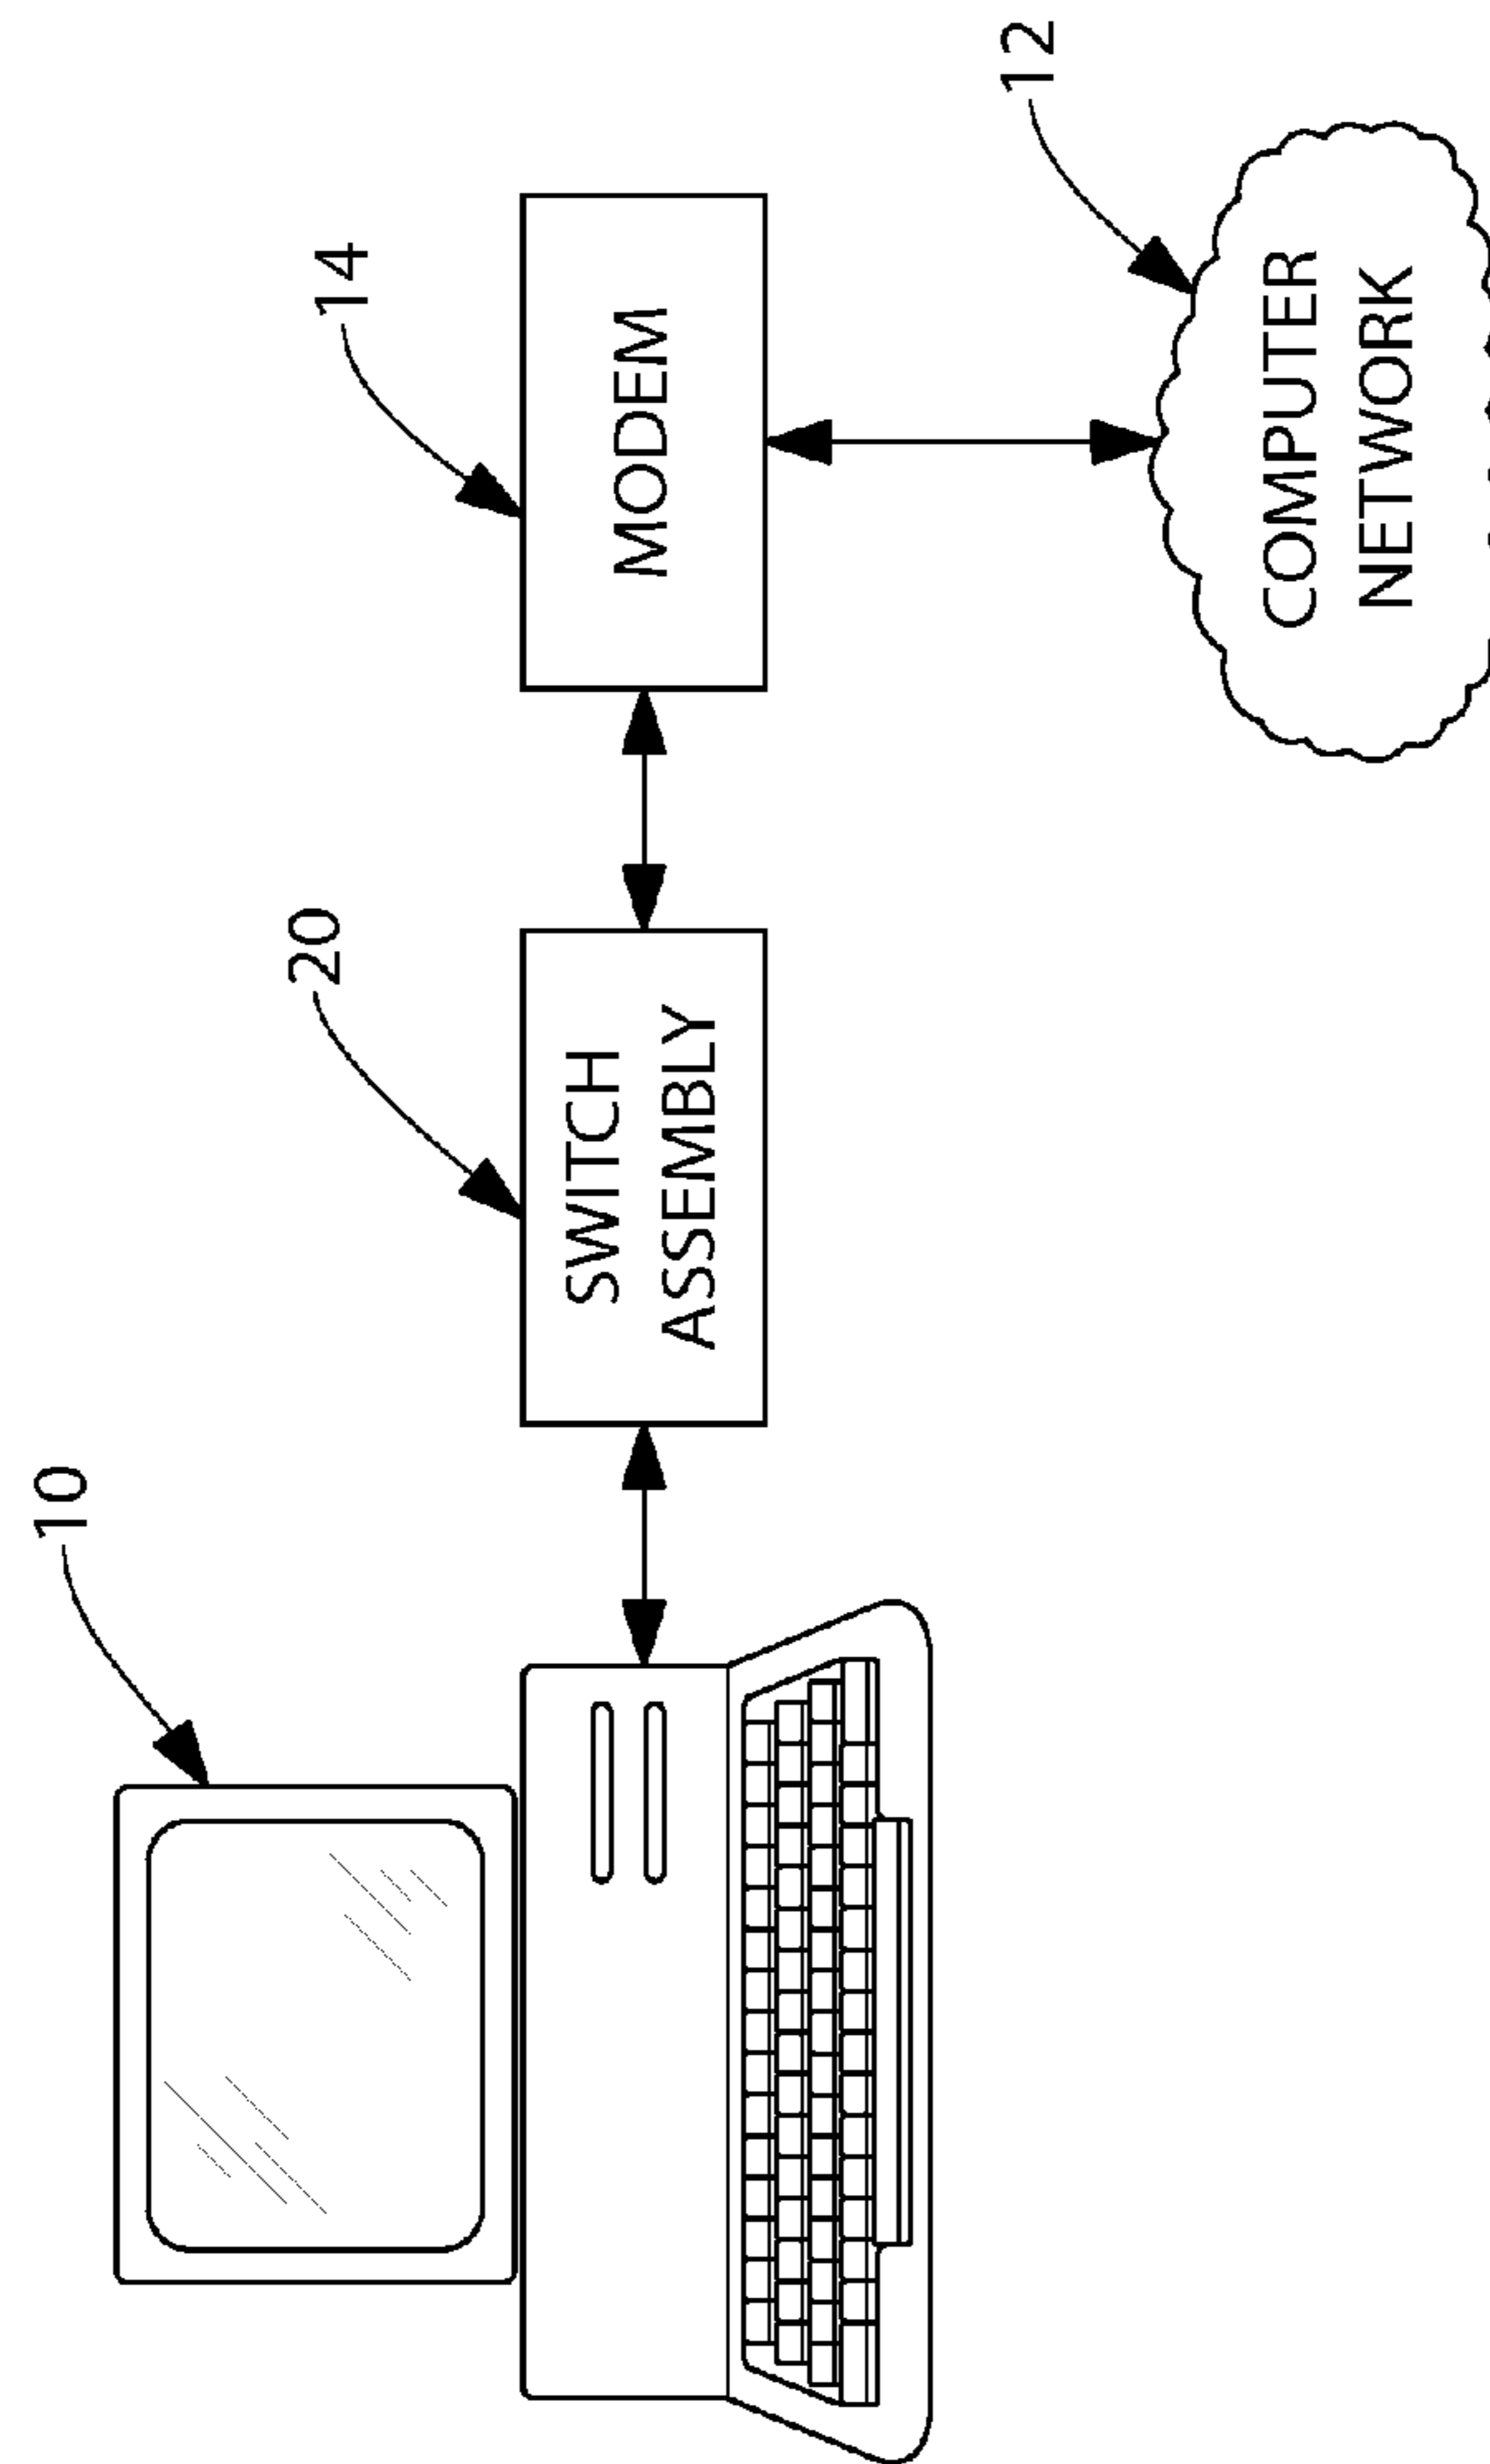 10
20
14
SWITCH
ASSEMBLY
MODEM
12
COMPUTER
NETWORK